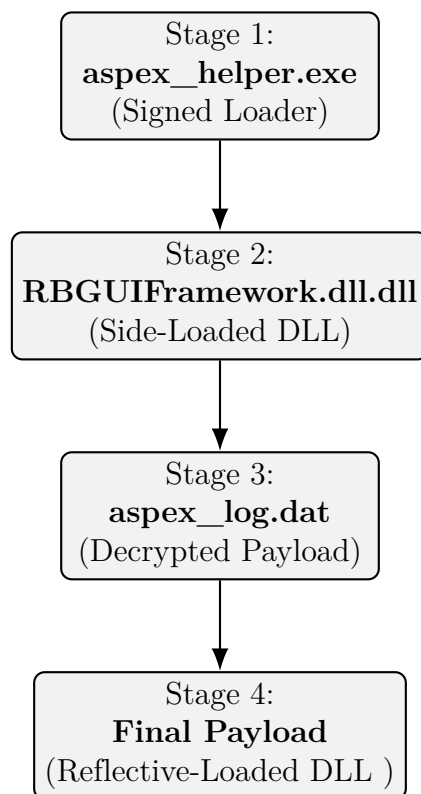 Stage 1:
aspex_helper.exe
(Signed Loader)
Stage 2:
RBGUIFramework.dll.dll
(Side-Loaded DLL)
Stage 3:
aspex_log.dat
(Decrypted Payload)
Stage 4:
Final Payload
(Reflective-Loaded DLL )